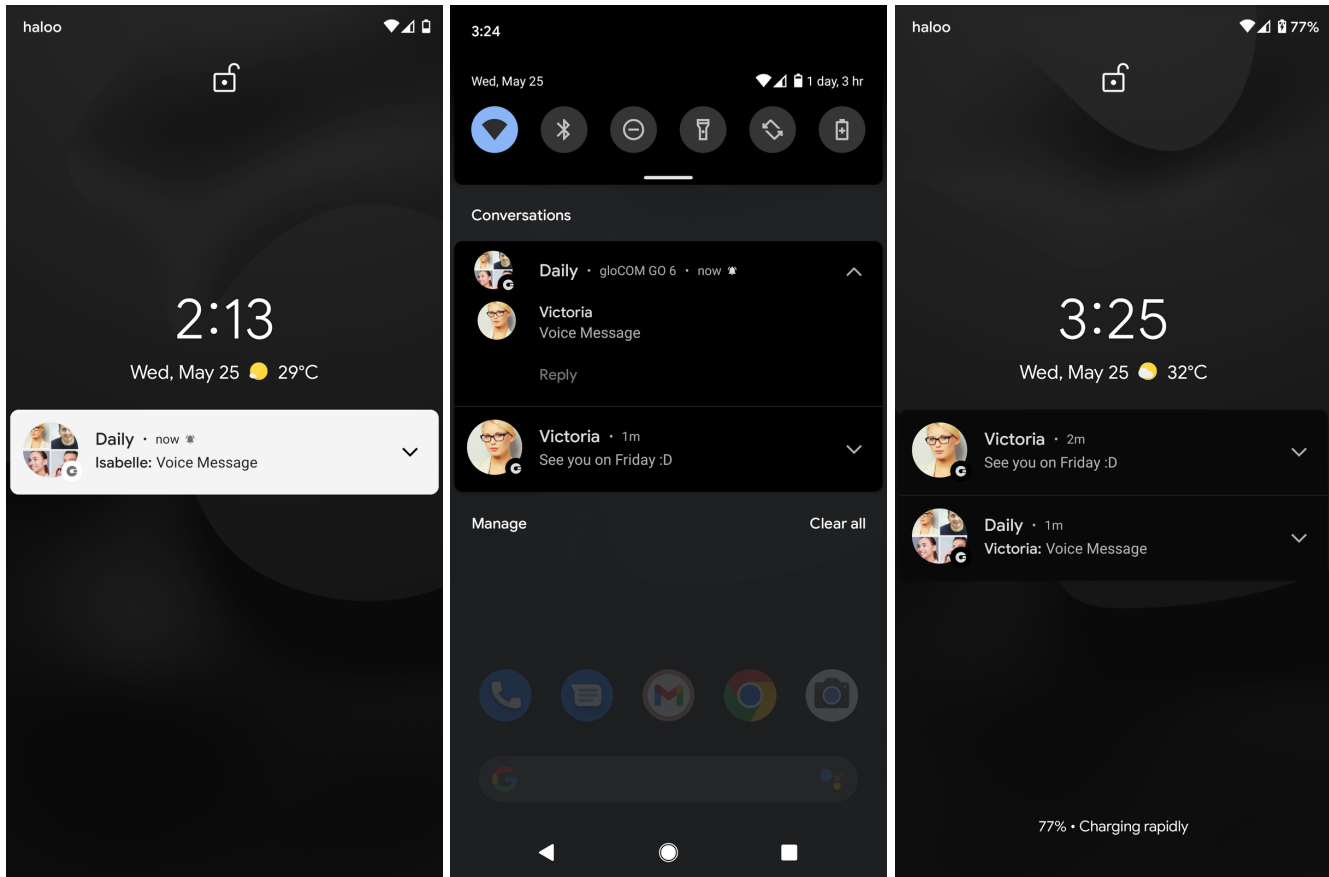 haloo
2:13
Wed, May 25 29°C
Daily • now
Isabelle: Voice Message
3:24
Wed, May 25 1 day, 3 hr
Conversations
Daily • gloCOM GO 6 • now
Victoria
Voice Message
Reply
Victoria • 1m
See you on Friday :D
Manage Clear all
haloo 77%
3:25
Wed, May 25 32°C
Victoria • 2m
See you on Friday :D
Daily • 1m
Victoria: Voice Message
77% • Charging rapidly